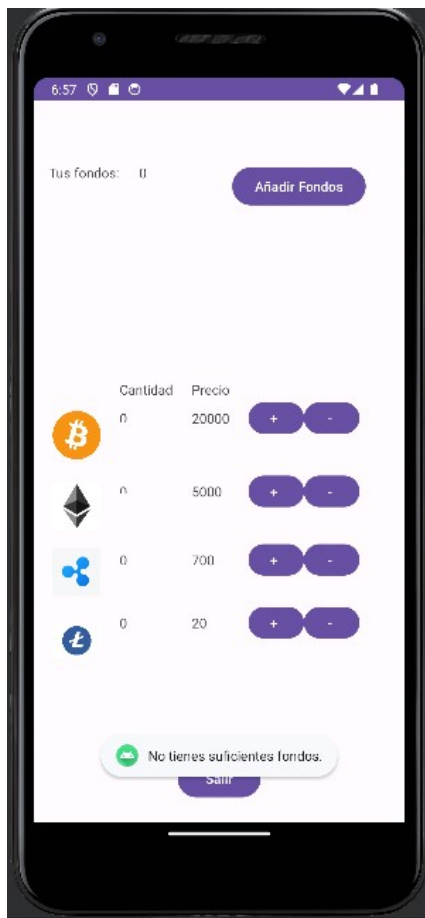 6:57
Tus fondos: 0 Añadir Fondos
Cantidad Precio
0 20000 + -
0 5000 + -
0 700 + -
0 20 + -
No tienes suficientes fondos.
Salir